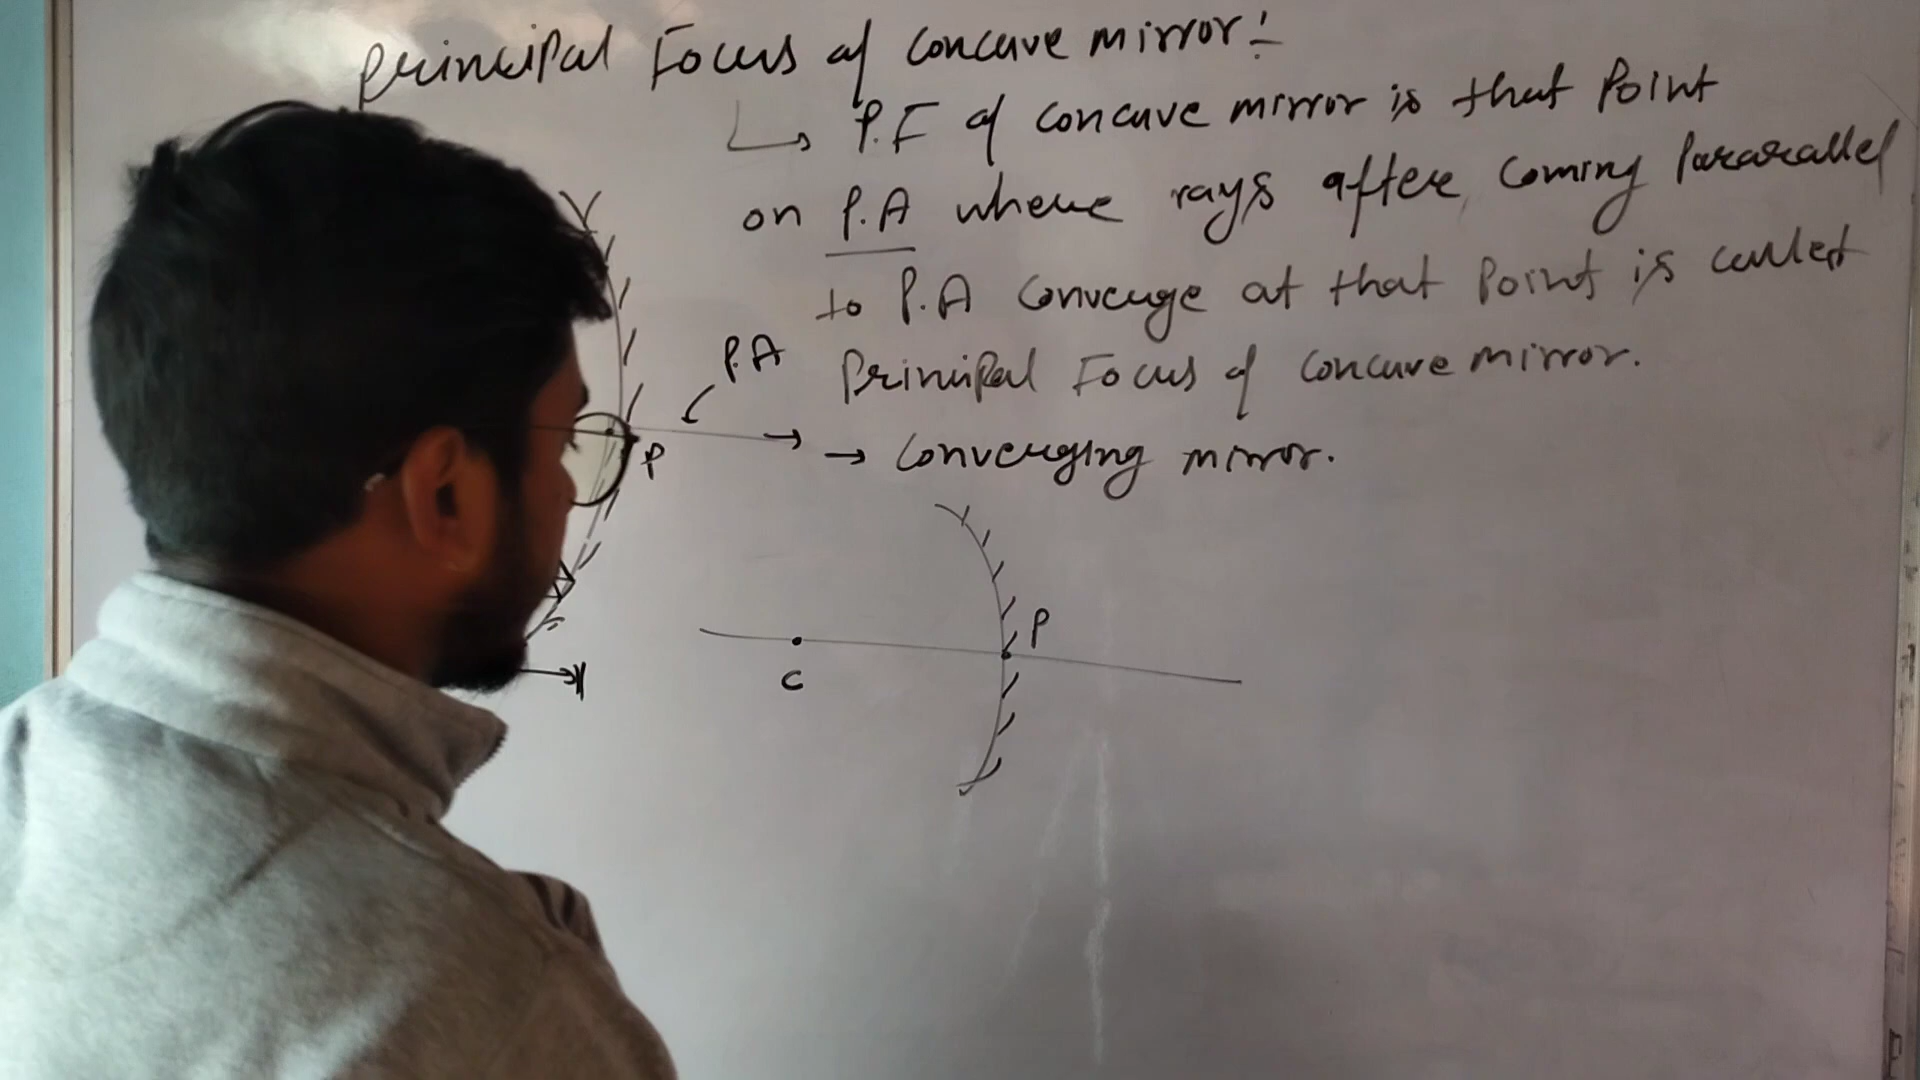 Principal Focus of concave mirror:-
P.F of concave mirror is that Point
on P.A where rays after coming Pararallel
to P.A Converge at that Point is called
Principal Focus of concave mirror.
P.A
→ Converging mirror.
P
P
C